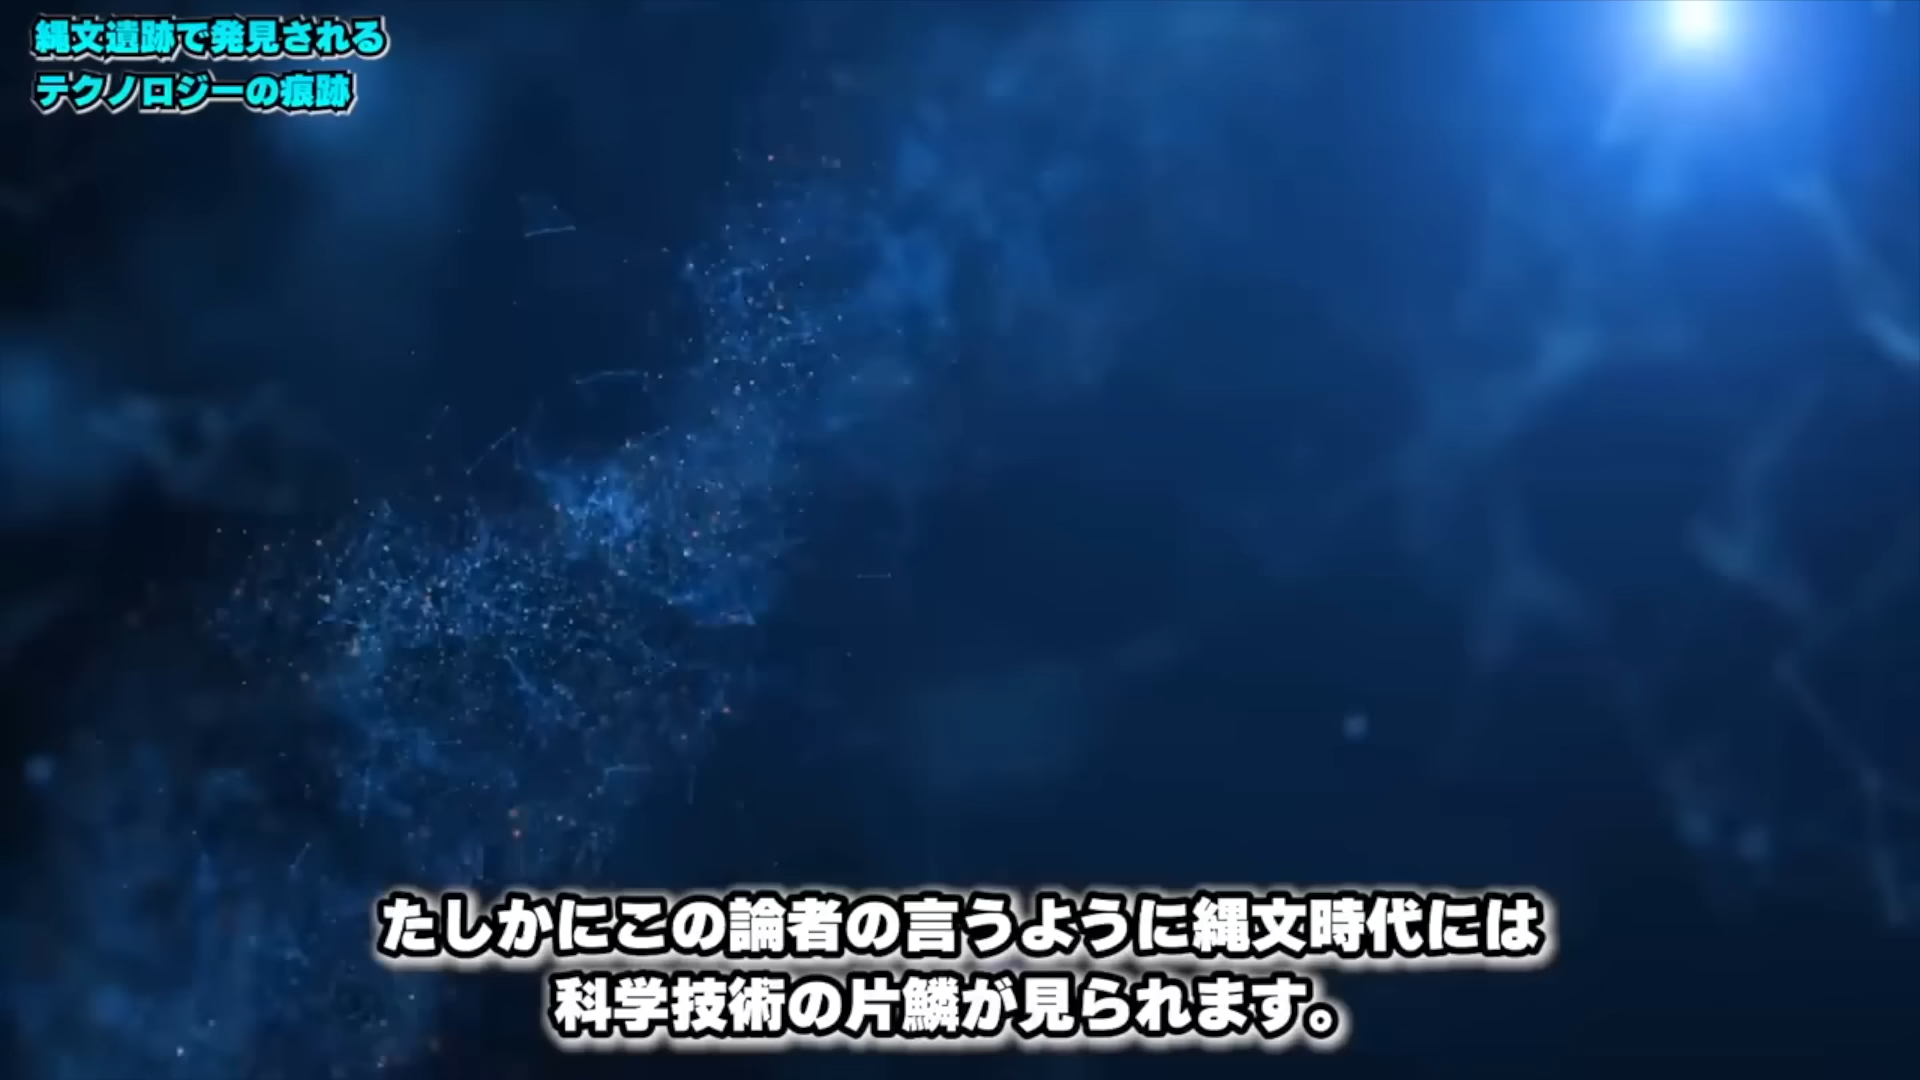 縄文遺跡で発見される
テクノロジーの痕跡
たしかにこの論者の言うように縄文時代には
科学技術の片鱗が見られます。